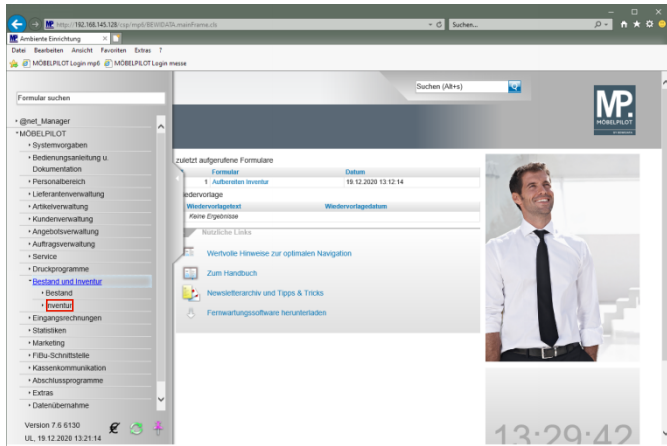 http://192.168.145.128/csp/mp6/BEWIDATA.mainFrame.cls
Suchen...
Ambiente Einrichtung
Datei Bearbeiten Ansicht Favoriten Extras ?
MÖBELPILOT Login mp6 MÖBELPILOT Login messe
Suchen (Alt+s)
Formular suchen
MP.
MÖBELPILOT
@net_Manager
MÖBELPILOT
Systemvorgaben
Bedienungsanleitung u.
Dokumentation
Personalbereich
Lieferantenverwaltung
Artikelverwaltung
Kundenverwaltung
Angebotsverwaltung
Auftragsverwaltung
Service
Druckprogramme
Bestand und Inventur
Bestand
Inventur
Eingangsrechnungen
Statistiken
Marketing
FiBu-Schnittstelle
Kassenkommunikation
Abschlussprogramme
Extras
Datenübernahme
Version 7.6 6130
UL, 19.12.2020 13:21:14
zuletzt aufgerufene Formulare
Formular Datum
1 Aufbereiten Inventur 19.12.2020 13:12:14
iedervorlage
Wiedervorlagetext Wiedervorlagedatum
Keine Ergebnisse
Nützliche Links
Wertvolle Hinweise zur optimalen Navigation
Zum Handbuch
Newsletterarchiv und Tipps & Tricks
Fernwartungssoftware herunterladen
13:29:42